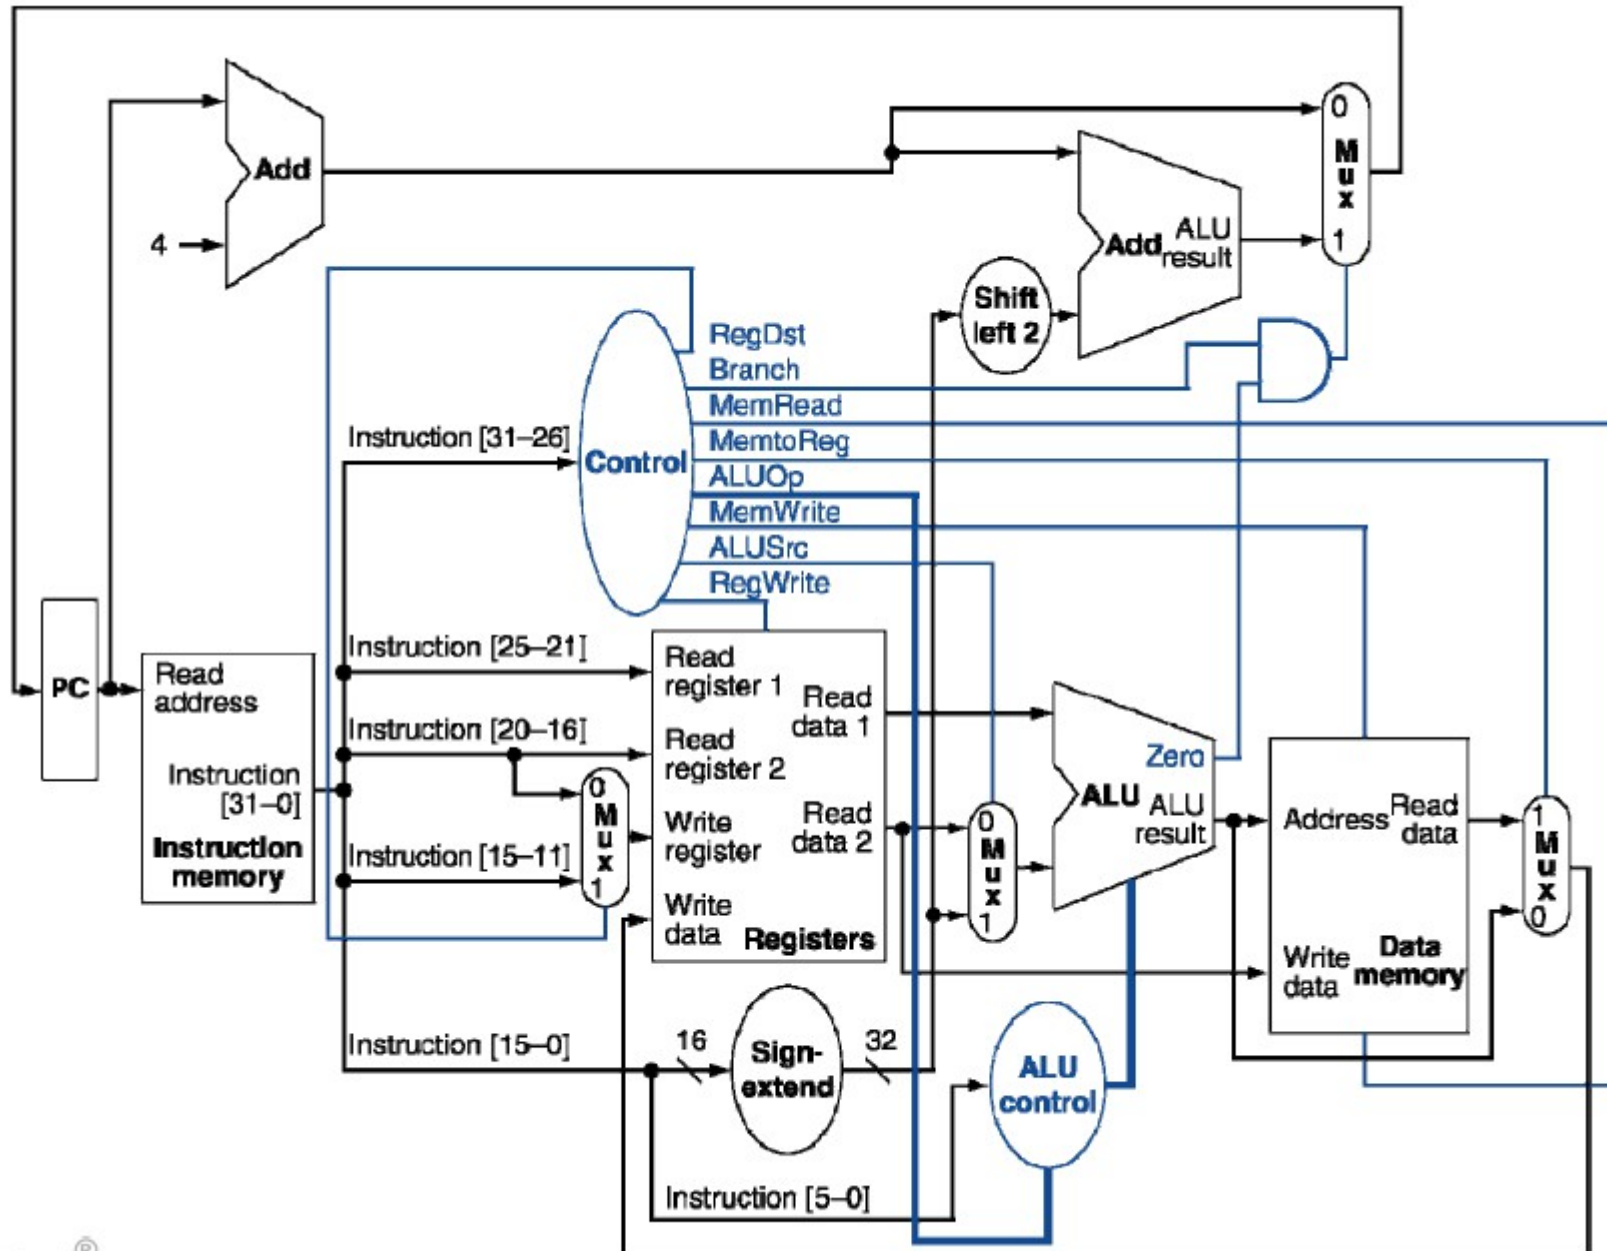 0
M
u
x
1
Add
4
Add
ALU
result
Shift
left 2
RegDst
Branch
MemRead
MemtoReg
ALUOp
MemWrite
ALUSrc
RegWrite
Control
Instruction [31–26]
PC
Read
address
Instruction
[31–0]
Instruction
memory
Instruction [25–21]
Instruction [20–16]
Instruction [15–11]
0
M
u
x
1
Read
register 1
Read
register 2
Write
register
Write
data
Read
data 1
Read
data 2
Registers
0
M
u
x
1
Zero
ALU
ALU
result
Address
Read
data
Write
data
Data
memory
1
M
u
x
0
Instruction [15–0]
16
Sign-
extend
32
ALU
control
Instruction [5–0]
®